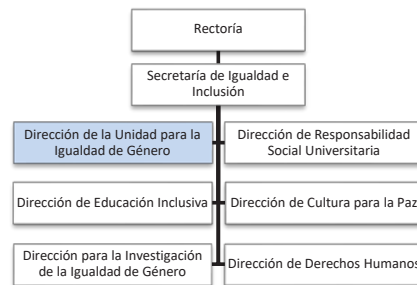 Rectoría
Secretaría de Igualdad e
Inclusión
Dirección de la Unidad para la
Igualdad de Género
Dirección de Responsabilidad
Social Universitaria
Dirección de Educación Inclusiva
Dirección de Cultura para la Paz
Dirección para la Investigación
de la Igualdad de Género
Dirección de Derechos Humanos